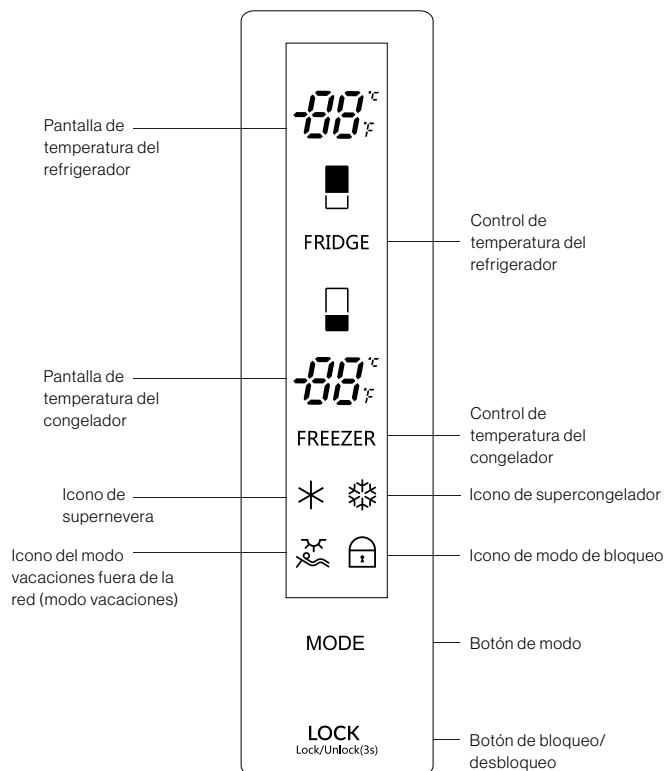 -88 °C
°F
Pantalla de
temperatura del
refrigerador
FRIDGE
Control de
temperatura del
refrigerador
-88 °C
°F
Pantalla de
temperatura del
congelador
FREEZER
Control de
temperatura del
congelador
Icono de
supernevera
Icono de supercongelador
Icono del modo
vacaciones fuera de la
red (modo vacaciones)
Icono de modo de bloqueo
MODE
Botón de modo
LOCK
Lock/Unlock(3s)
Botón de bloqueo/
desbloqueo